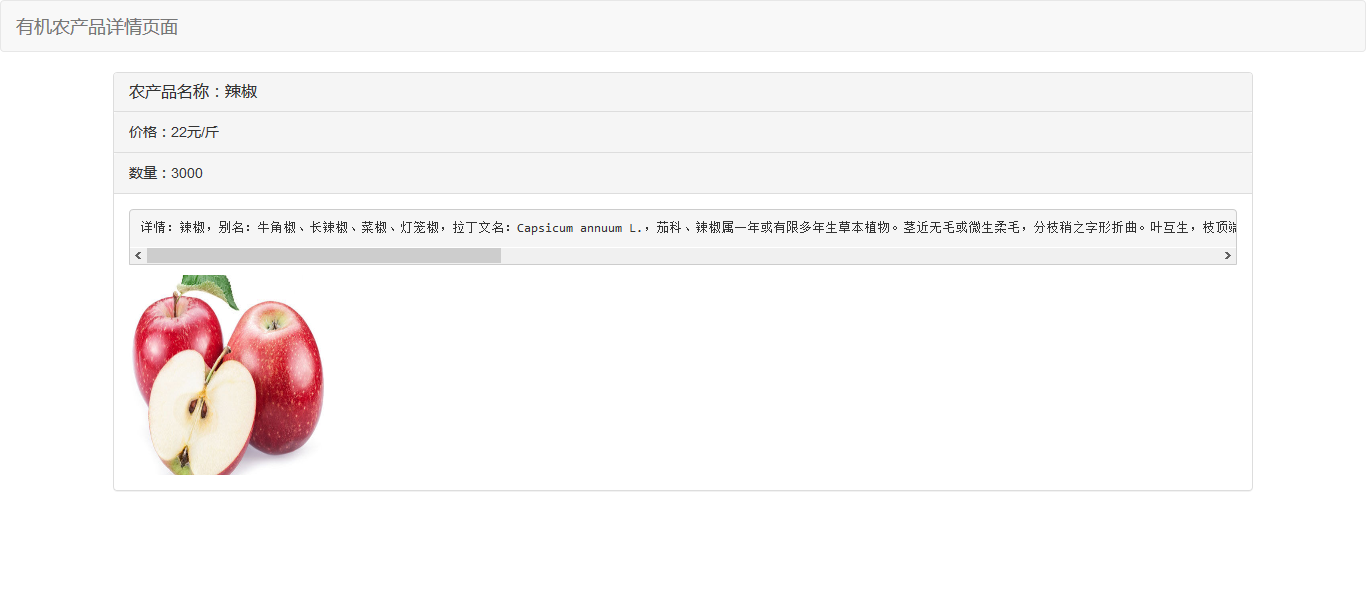 有机农产品详情页面
农产品名称：辣椒
价格：22元/斤
数量：3000
详情：辣椒，别名：牛角椒、长辣椒、菜椒、灯笼椒，拉丁文名：Capsicum annuum L.，茄科、辣椒属一年或有限多年生草本植物。茎近无毛或微生柔毛，分枝稍之字形折曲。叶互生，枝顶端